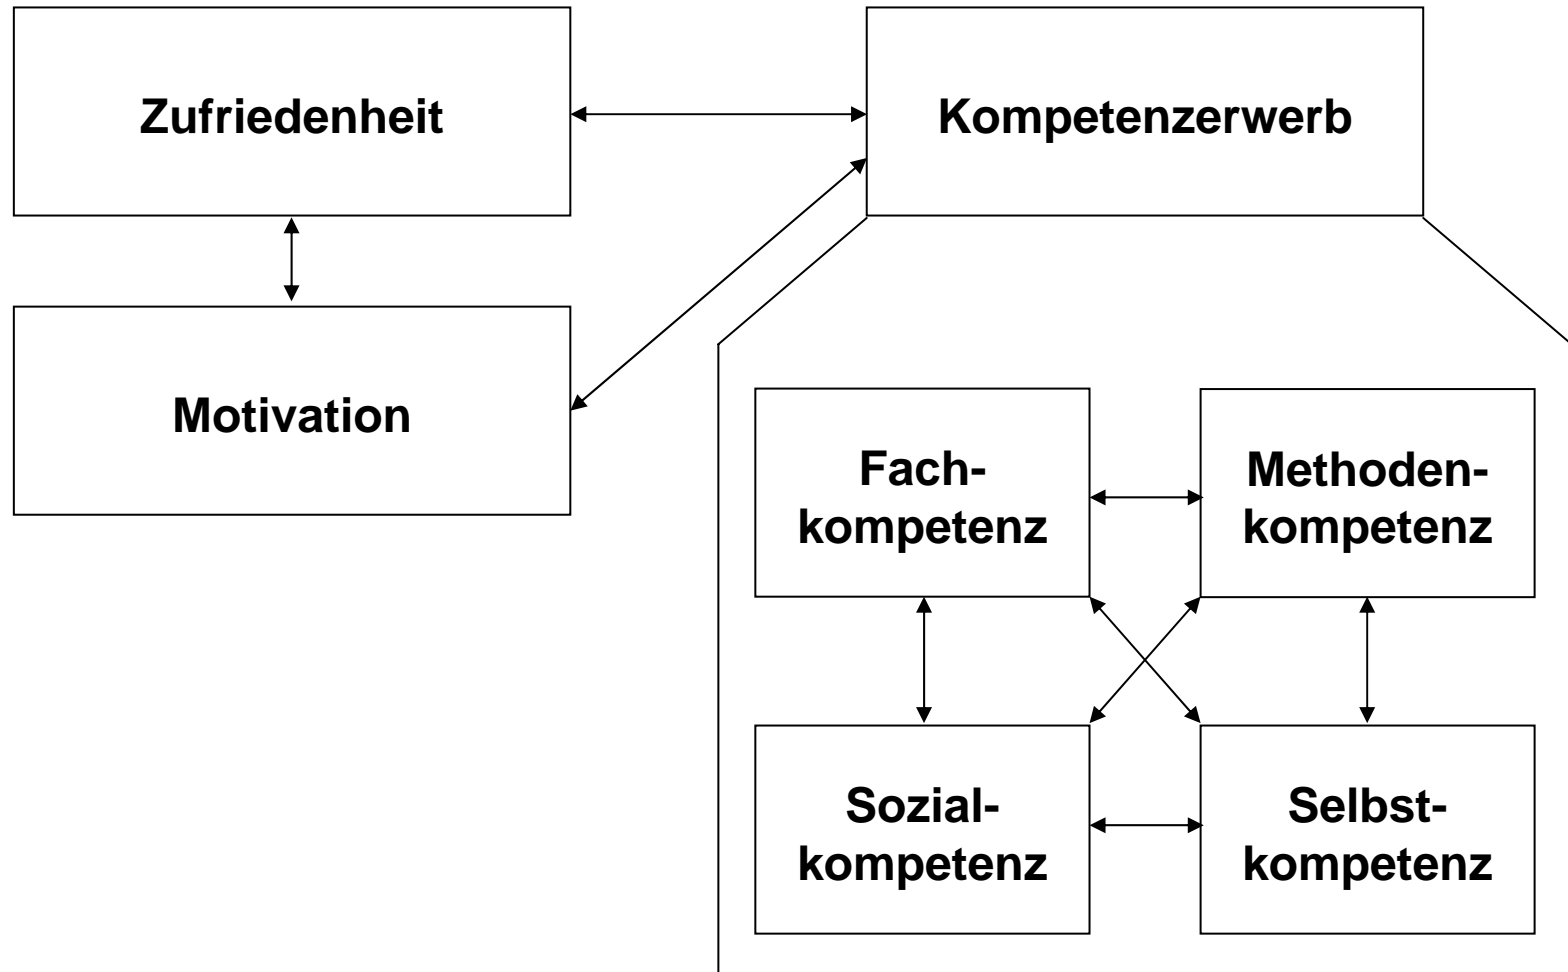 Zufriedenheit
Kompetenzerwerb
Motivation
Fach-
kompetenz
Methoden-
kompetenz
Sozial-
kompetenz
Selbst-
kompetenz